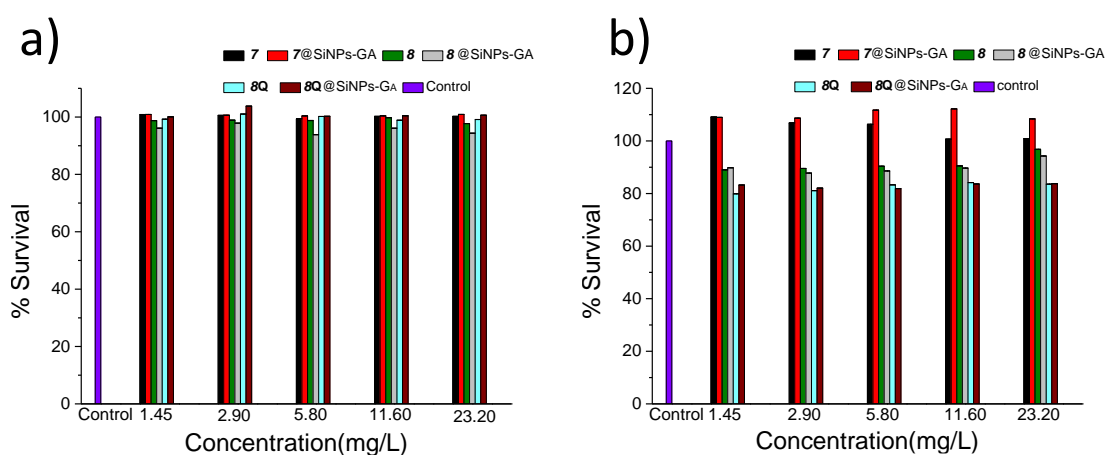 a)
7 7@SiNPs-GA 8 8@SiNPs-GA
8Q 8Q@SiNPs-GA Control
% Survival
100
80
60
40
20
0
Control 1.45 2.90 5.80 11.60 23.20
Concentration(mg/L)
b)
7 7@SiNPs-GA 8 8@SiNPs-GA
8Q 8Q@SiNPs-GA control
% Survival
120
100
80
60
40
20
0
Control 1.45 2.90 5.80 11.60 23.20
Concentration(mg/L)